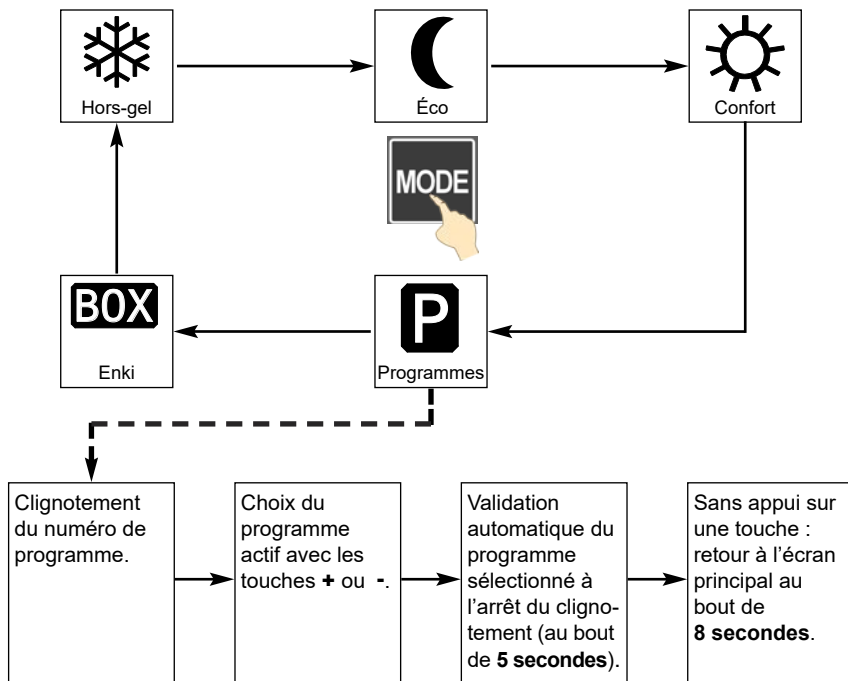 Hors-gel
Éco
Confort
MODE
BOX
Enki
P
Programmes
Clignotement
du numéro de
programme.
Choix du
programme
actif avec les
touches + ou -.
Validation
automatique du
programme
sélectionné à
l'arrêt du cligno-
tement (au bout
de 5 secondes).
Sans appui sur
une touche :
retour à l'écran
principal au
bout de
8 secondes.